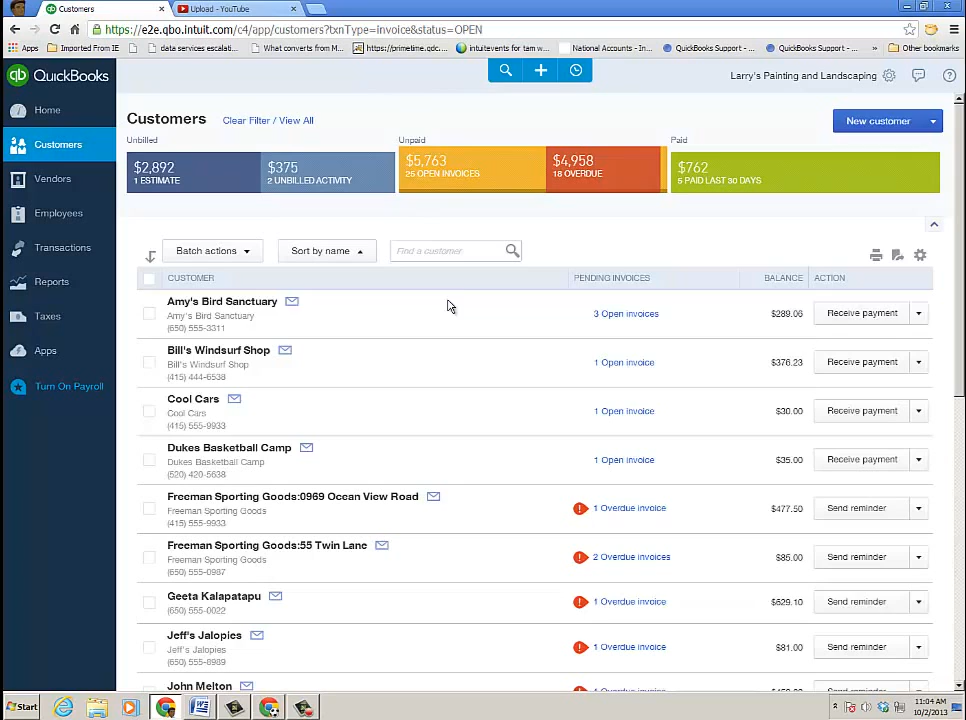 Customers
Upload - YouTube
https://e2e.qbo.intuit.com/c4/app/customers?txnType=invoice&status=OPEN
Apps
Imported From IE
data services escalati...
What converts from M...
https://primetime.qdc...
intuitevents for tam w...
National Accounts - In...
QuickBooks Support - ...
QuickBooks Support - ...
»
Other bookmarks
qb QuickBooks
Larry's Painting and Landscaping
Home
Customers
Vendors
Employees
Transactions
Reports
Taxes
Apps
Turn On Payroll
Customers
Clear Filter / View All
New customer
Unbilled
Unpaid
Paid
$2,892
1 ESTIMATE
$375
2 UNBILLED ACTIVITY
$5,763
25 OPEN INVOICES
$4,958
18 OVERDUE
$762
5 PAID LAST 30 DAYS
Batch actions
Sort by name
Find a customer
CUSTOMER
PENDING INVOICES
BALANCE
ACTION
Amy's Bird Sanctuary
Amy's Bird Sanctuary
(650) 555-3311
3 Open invoices
$289.06
Receive payment
Bill's Windsurf Shop
Bill's Windsurf Shop
(415) 444-6538
1 Open invoice
$376.23
Receive payment
Cool Cars
Cool Cars
(415) 555-9933
1 Open invoice
$30.00
Receive payment
Dukes Basketball Camp
Dukes Basketball Camp
(520) 420-5638
1 Open invoice
$35.00
Receive payment
Freeman Sporting Goods:0969 Ocean View Road
Freeman Sporting Goods
(415) 555-9933
1 Overdue invoice
$477.50
Send reminder
Freeman Sporting Goods:55 Twin Lane
Freeman Sporting Goods
(650) 555-0987
2 Overdue invoices
$85.00
Send reminder
Geeta Kalapatapu
(650) 555-0022
1 Overdue invoice
$629.10
Send reminder
Jeff's Jalopies
Jeff's Jalopies
(650) 555-8989
1 Overdue invoice
$81.00
Send reminder
John Melton
Start
11:04 AM
10/2/2013